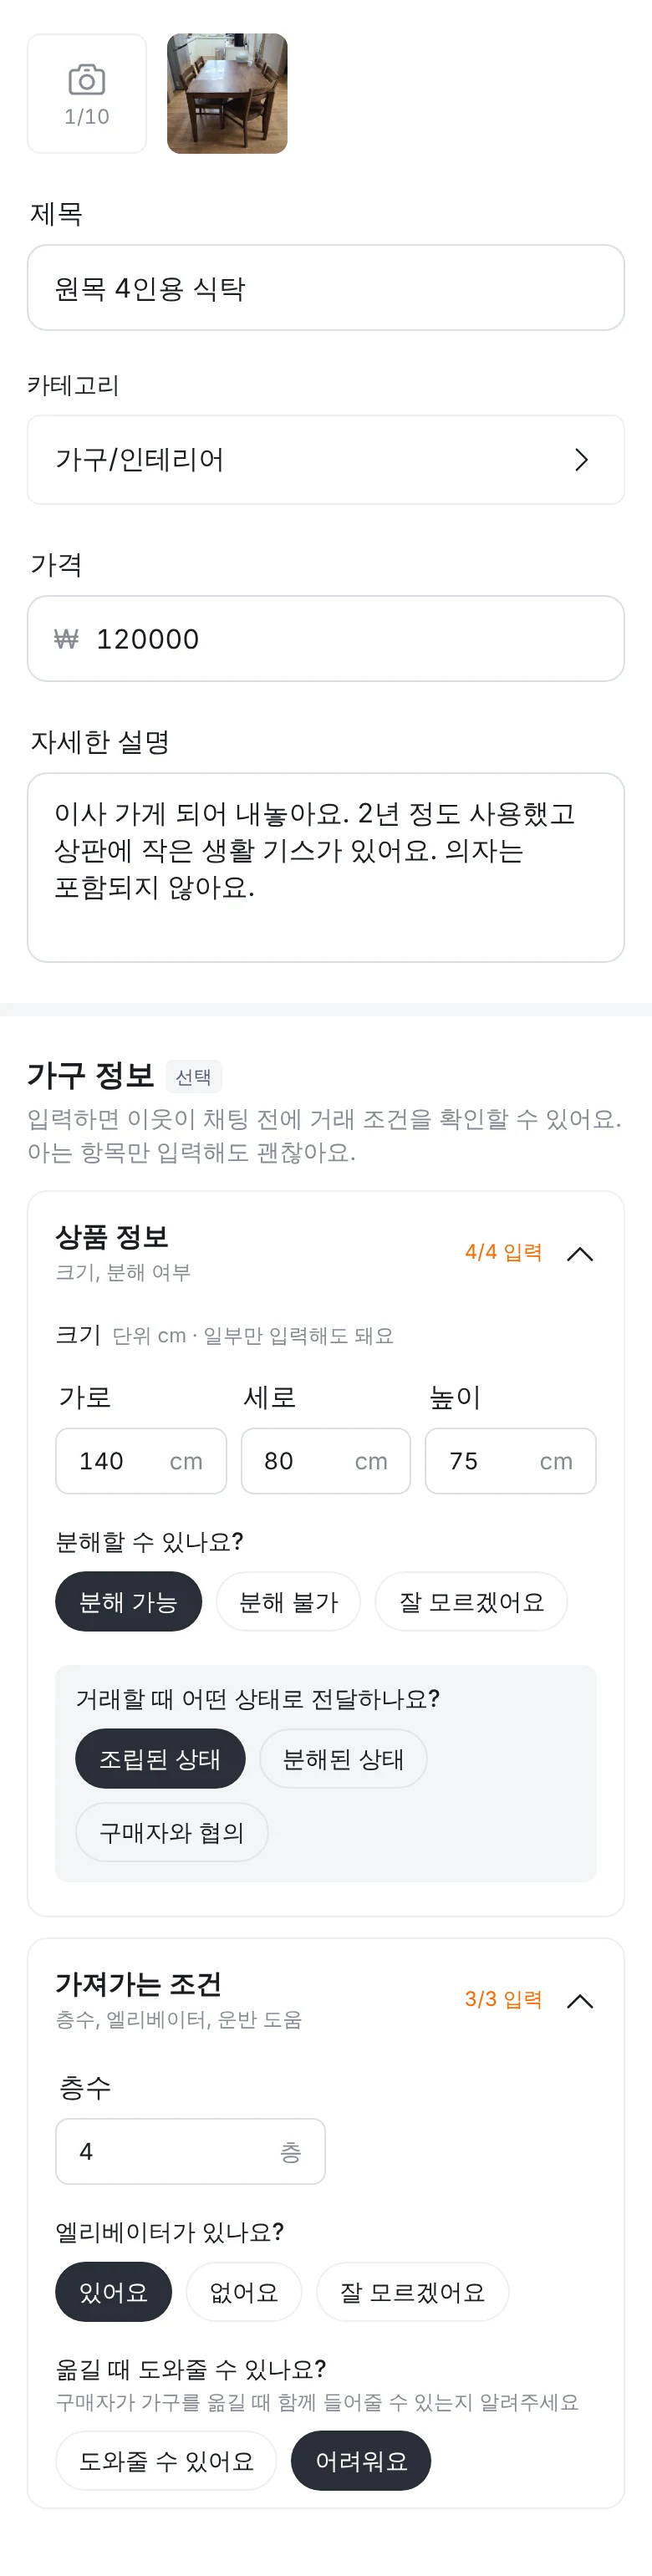 1/10
제목
원목 4인용 식탁
카테고리
가구/인테리어
가격
₩ 120000
자세한 설명
이사 가게 되어 내놓아요. 2년 정도 사용했고
상판에 작은 생활 기스가 있어요. 의자는
포함되지 않아요.
가구 정보 선택
입력하면 이웃이 채팅 전에 거래 조건을 확인할 수 있어요.
아는 항목만 입력해도 괜찮아요.
상품 정보
4/4 입력
크기, 분해 여부
크기 단위 cm · 일부만 입력해도 돼요
가로 세로 높이
140 cm 80 cm 75 cm
분해할 수 있나요?
분해 가능 분해 불가 잘 모르겠어요
거래할 때 어떤 상태로 전달하나요?
조립된 상태 분해된 상태
구매자와 협의
가져가는 조건
3/3 입력
층수, 엘리베이터, 운반 도움
층수
4 층
엘리베이터가 있나요?
있어요 없어요 잘 모르겠어요
옮길 때 도와줄 수 있나요?
구매자가 가구를 옮길 때 함께 들어줄 수 있는지 알려주세요
도와줄 수 있어요 어려워요